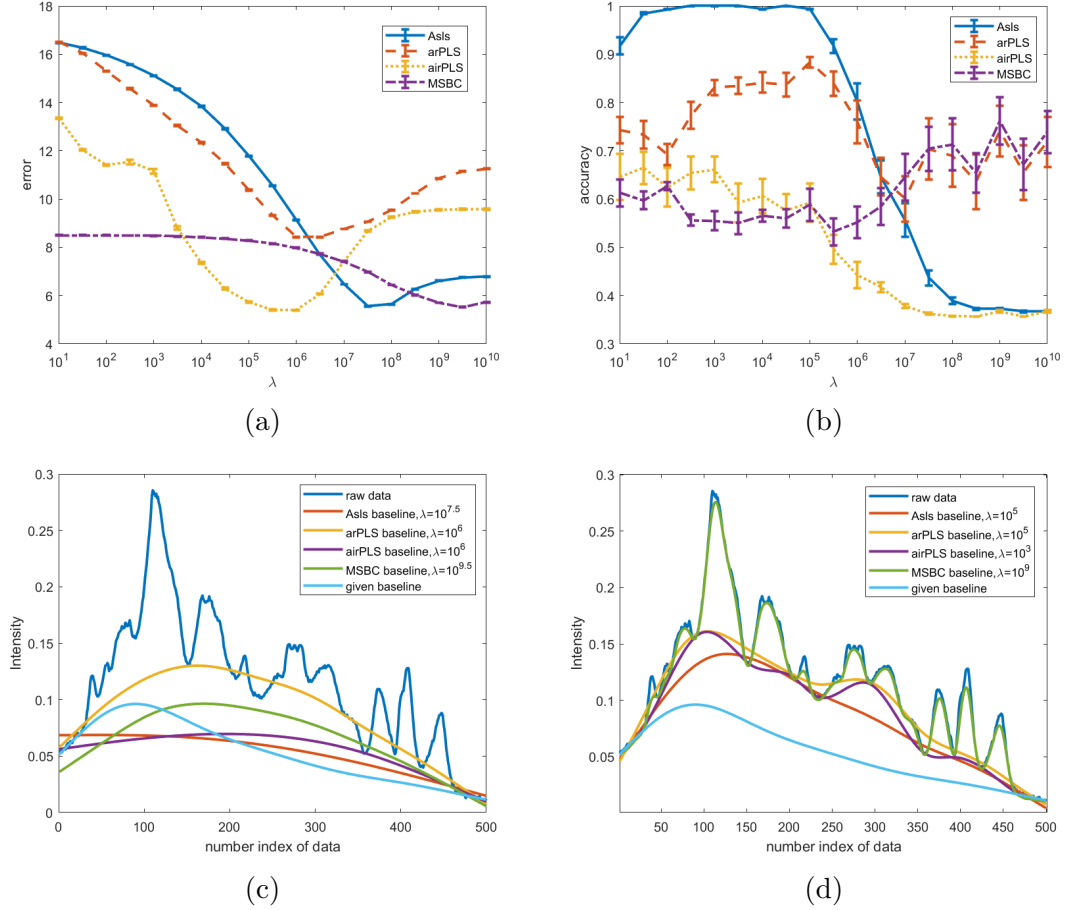 18
16
14
12
10
8
6
4
error
10^1
10^2
10^3
10^4
10^5
10^6
10^7
10^8
10^9
10^10
λ
Asls
arPLS
airPLS
MSBC
(a)
1
0.9
0.8
0.7
0.6
0.5
0.4
0.3
accuracy
10^1
10^2
10^3
10^4
10^5
10^6
10^7
10^8
10^9
10^10
λ
Asls
arPLS
airPLS
MSBC
(b)
0.3
0.25
0.2
0.15
0.1
0.05
0
Intensity
0
100
200
300
400
500
number index of data
raw data
Asls baseline,λ=10^7.5
arPLS baseline,λ=10^6
airPLS baseline,λ=10^6
MSBC baseline,λ=10^9.5
given baseline
(c)
0.3
0.25
0.2
0.15
0.1
0.05
0
Intensity
50
100
150
200
250
300
350
400
450
500
number index of data
raw data
Asls baseline,λ=10^5
arPLS baseline,λ=10^5
airPLS baseline,λ=10^3
MSBC baseline,λ=10^9
given baseline
(d)